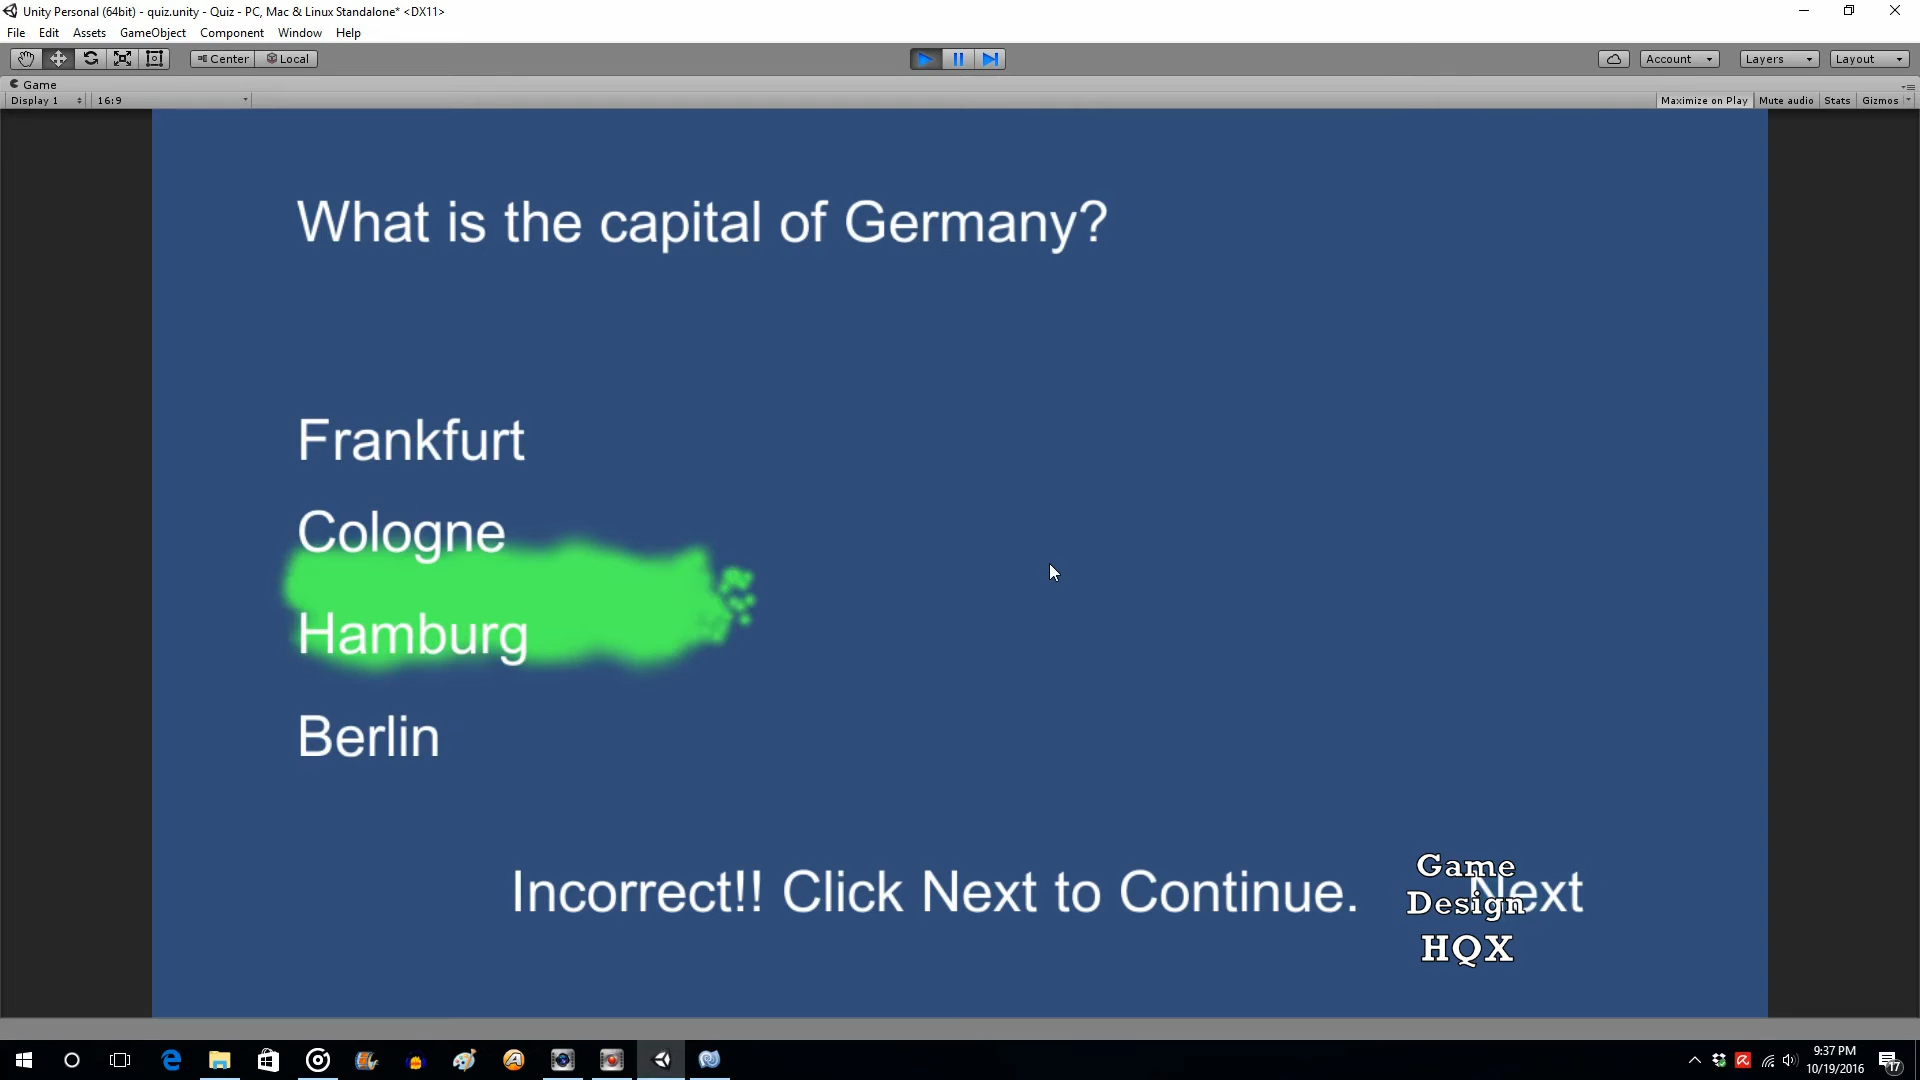 Unity Personal (64bit) - quiz.unity - Quiz - PC, Mac & Linux Standalone* <DX11>
File Edit Assets GameObject Component Window Help
Center Local Account Layers Layout
Game
Display 1 16:9 Maximize on Play Mute audio Stats Gizmos
What is the capital of Germany?
Frankfurt
Cologne
Hamburg
Berlin
Incorrect!! Click Next to Continue. Next
Game
Design
HQX
9:37 PM
10/19/2016
17